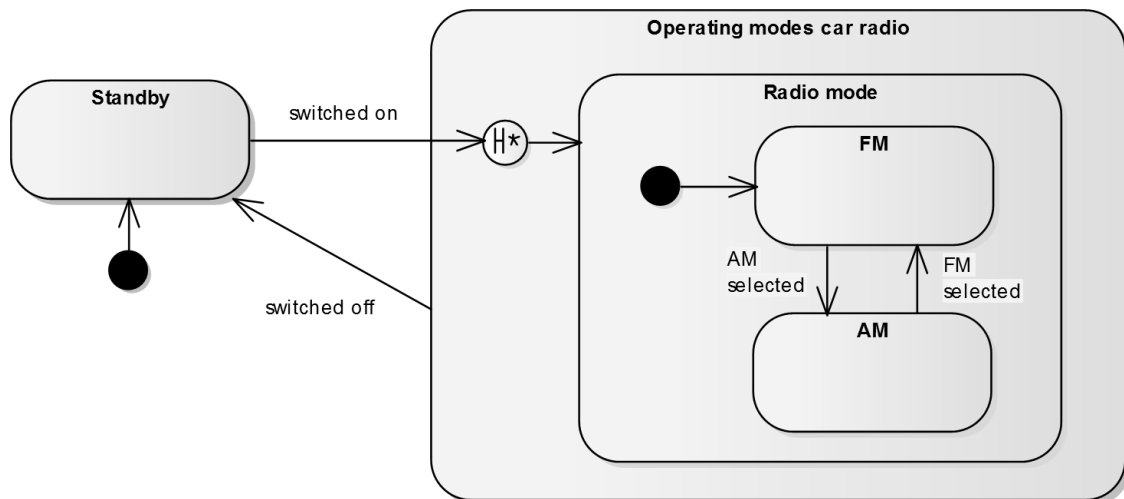 Operating modes car radio
Standby
Radio mode
switched on
H*
FM
AM
selected
FM
selected
switched off
AM